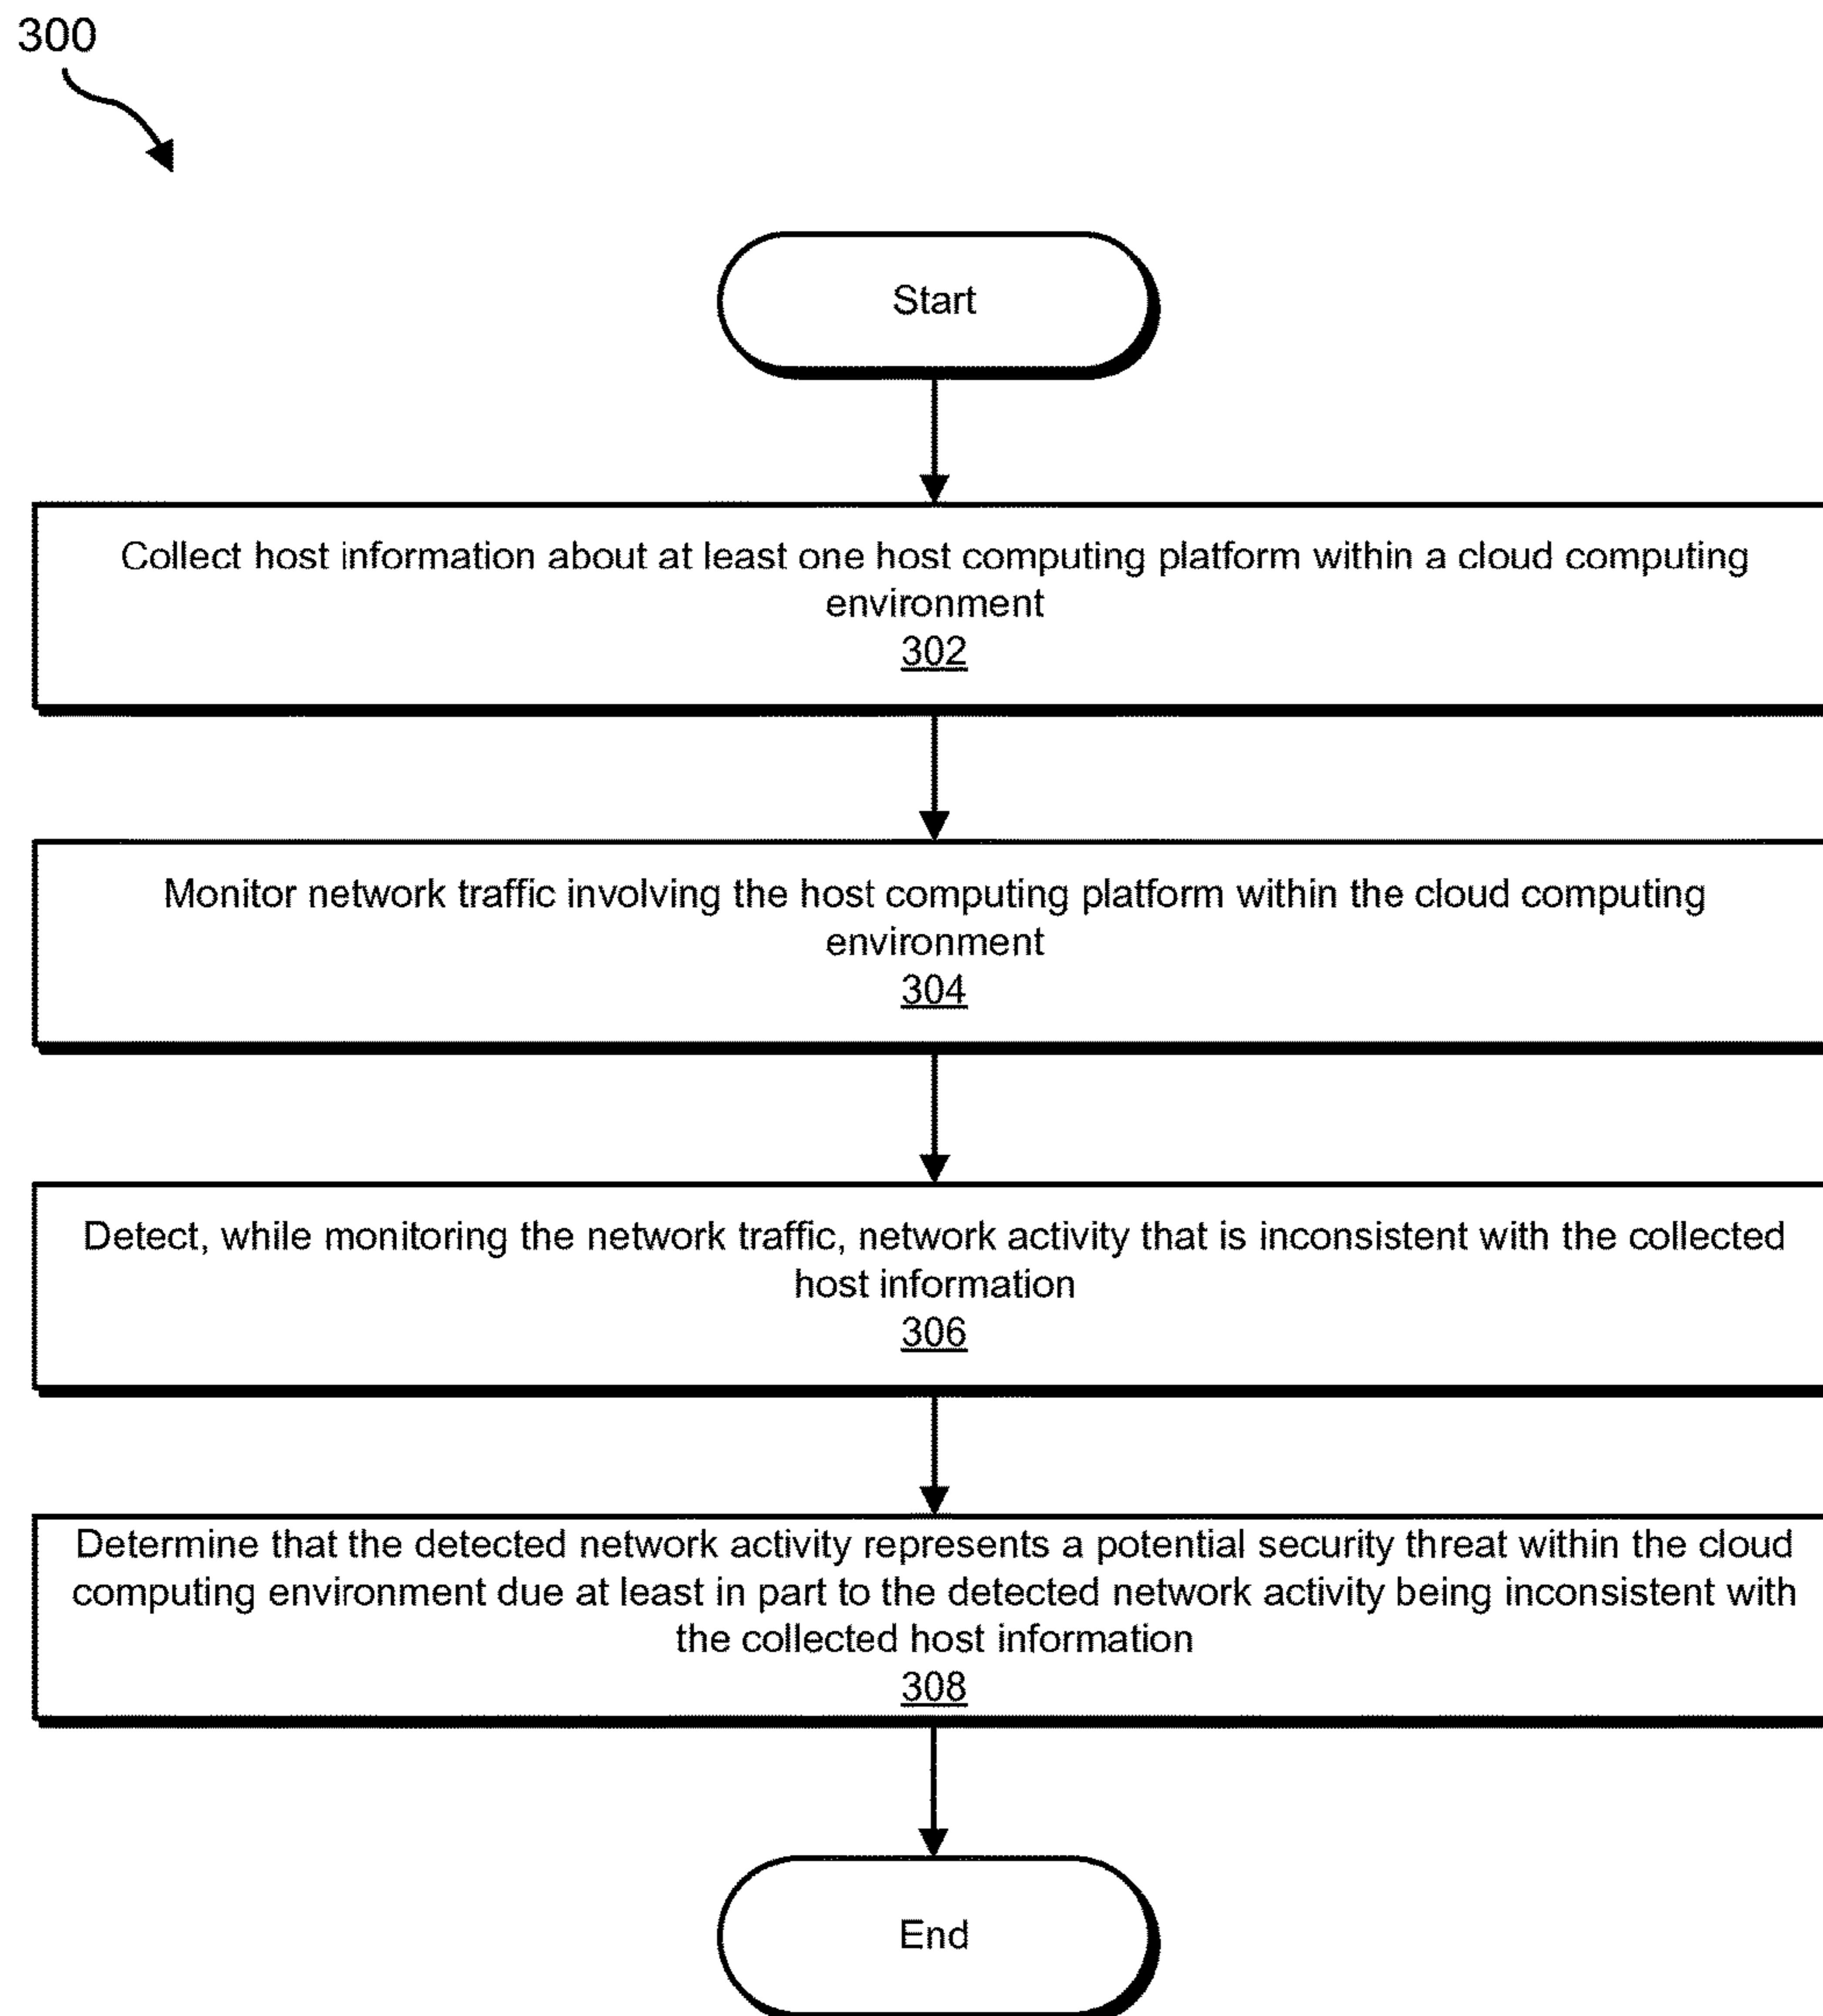 300
Start
Collect host information about at least one host computing platform within a cloud computing
environment
302
Monitor network traffic involving the host computing platform within the cloud computing
environment
304
Detect, while monitoring the network traffic, network activity that is inconsistent with the collected
host information
306
Determine that the detected network activity represents a potential security threat within the cloud
computing environment due at least in part to the detected network activity being inconsistent with
the collected host information
308
End